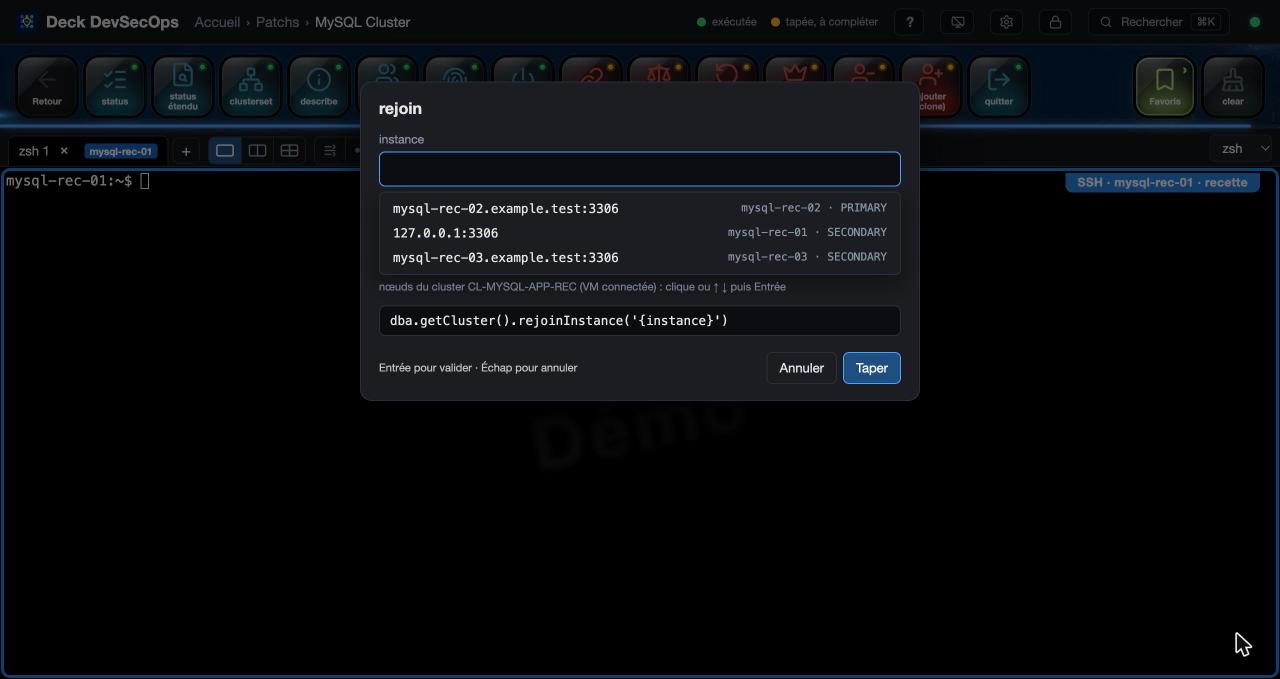 Deck DevSecOps Accueil › Patchs › MySQL Cluster exécutée tapée, à compléter ? Rechercher ⌘K
Retour status status étendu clusterset describe quitter Favoris clear
jouter
clone)
zsh 1 × mysql-rec-01 + zsh
mysql-rec-01:~$
SSH · mysql-rec-01 · recette
rejoin
instance
mysql-rec-02.example.test:3306 mysql-rec-02 · PRIMARY
127.0.0.1:3306 mysql-rec-01 · SECONDARY
mysql-rec-03.example.test:3306 mysql-rec-03 · SECONDARY
nœuds du cluster CL-MYSQL-APP-REC (VM connectée) : clique ou ↑ ↓ puis Entrée
dba.getCluster().rejoinInstance('{instance}')
Entrée pour valider · Échap pour annuler Annuler Taper
Démo